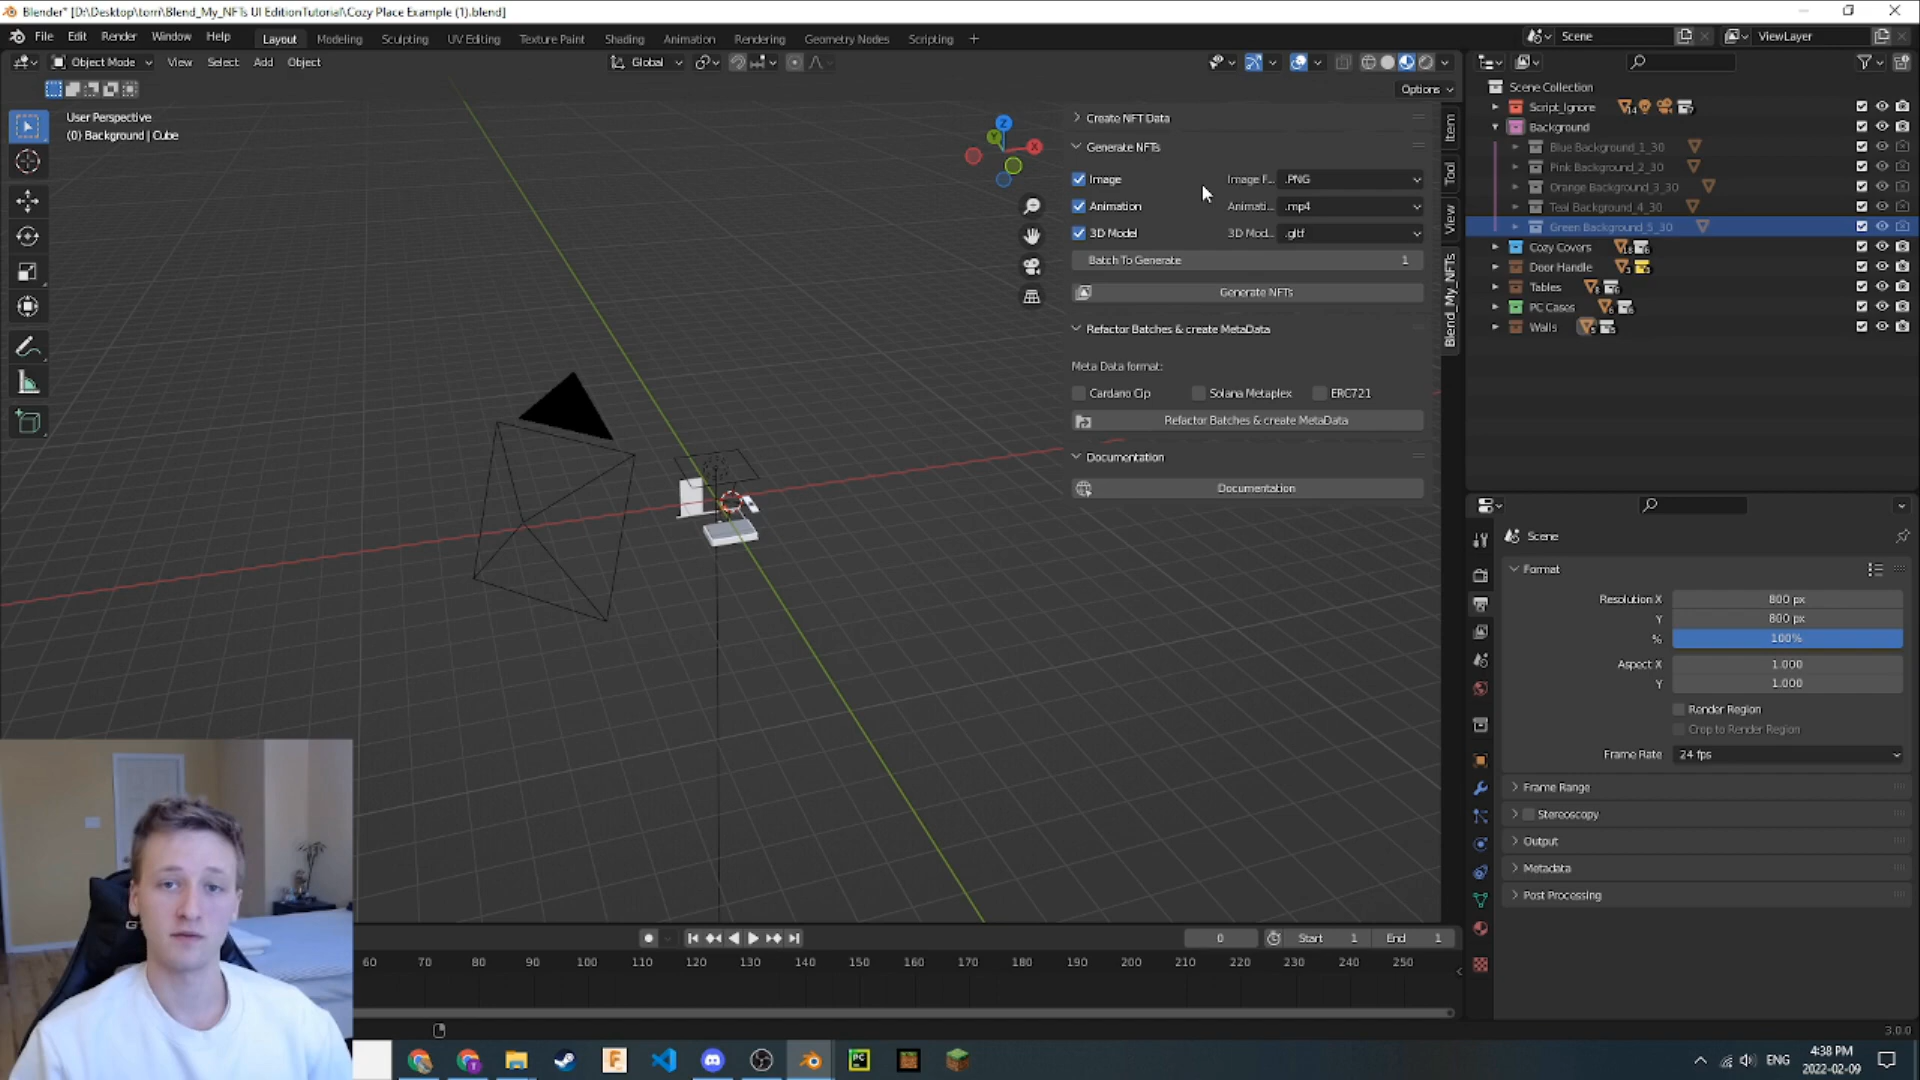 Blender* [D:\Desktop\torri\Blend_My_NFTs UI EditionTutorial\Cozy Place Example (1).blend]
File Edit Render Window Help
Layout Modeling Sculpting UV Editing Texture Paint Shading Animation Rendering Geometry Nodes Scripting +
Scene
ViewLayer
Object Mode View Select Add Object
Global
Options
User Perspective
(0) Background | Cube
Z
Y
X
Create NFT Data
Generate NFTs
Image Image F... .PNG
Animation Animati... .mp4
3D Model 3D Mod... .gltf
Batch To Generate 1
Generate NFTs
Refactor Batches & create MetaData
Meta Data format:
Cardano Cip Solana Metaplex ERC721
Refactor Batches & create MetaData
Documentation
Documentation
Item
Tool
View
Blend_My_NFTs
Scene Collection
Script_Ignore
Background
Blue Background_1_30
Pink Background_2_30
Orange Background_3_30
Teal Background_4_30
Green Background_5_30
Cozy Covers
Door Handle
Tables
PC Cases
Walls
Scene
Format
Resolution X 800 px
Y 800 px
% 100%
Aspect X 1.000
Y 1.000
Render Region
Crop to Render Region
Frame Rate 24 fps
Frame Range
Stereoscopy
Output
Metadata
Post Processing
0 Start 1 End 1
60 70 80 90 100 110 120 130 140 150 160 170 180 190 200 210 220 230 240 250
3.0.0
ENG
4:38 PM
2022-02-09